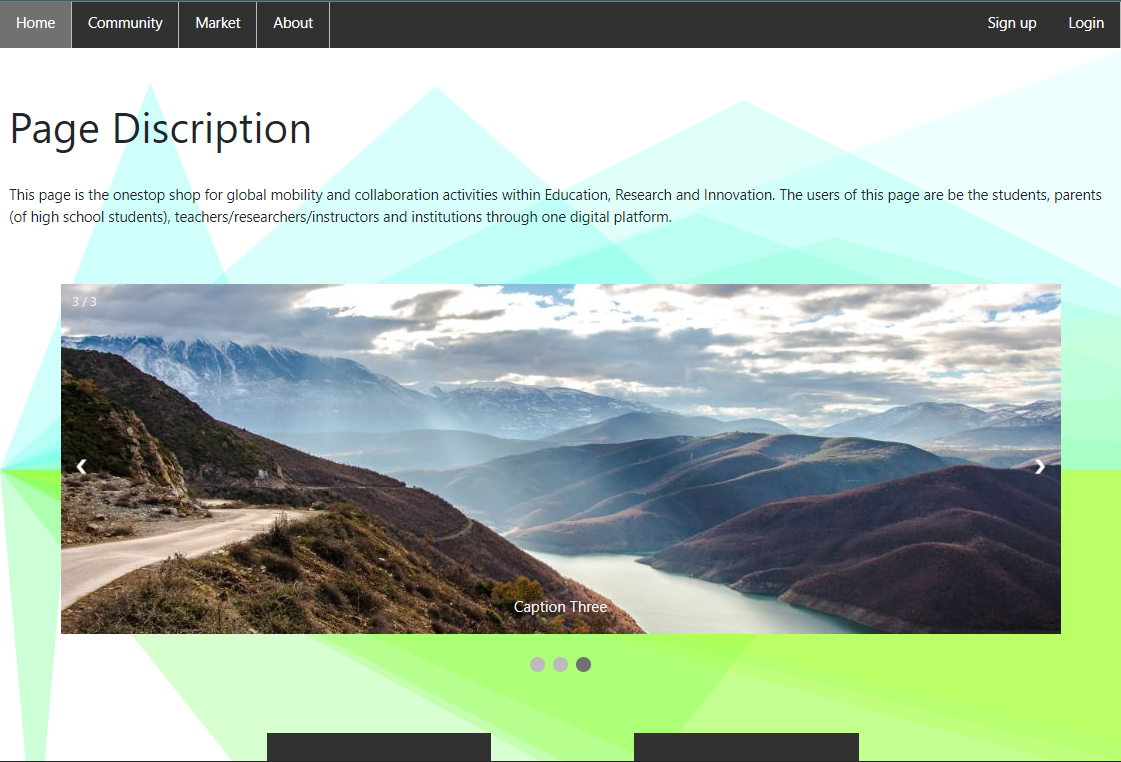 Home Community Market About Sign up Login
Page Discription
This page is the onestop shop for global mobility and collaboration activities within Education, Research and Innovation. The users of this page are be the students, parents
(of high school students), teachers/researchers/instructors and institutions through one digital platform.
3 / 3
❮ ❯
Caption Three